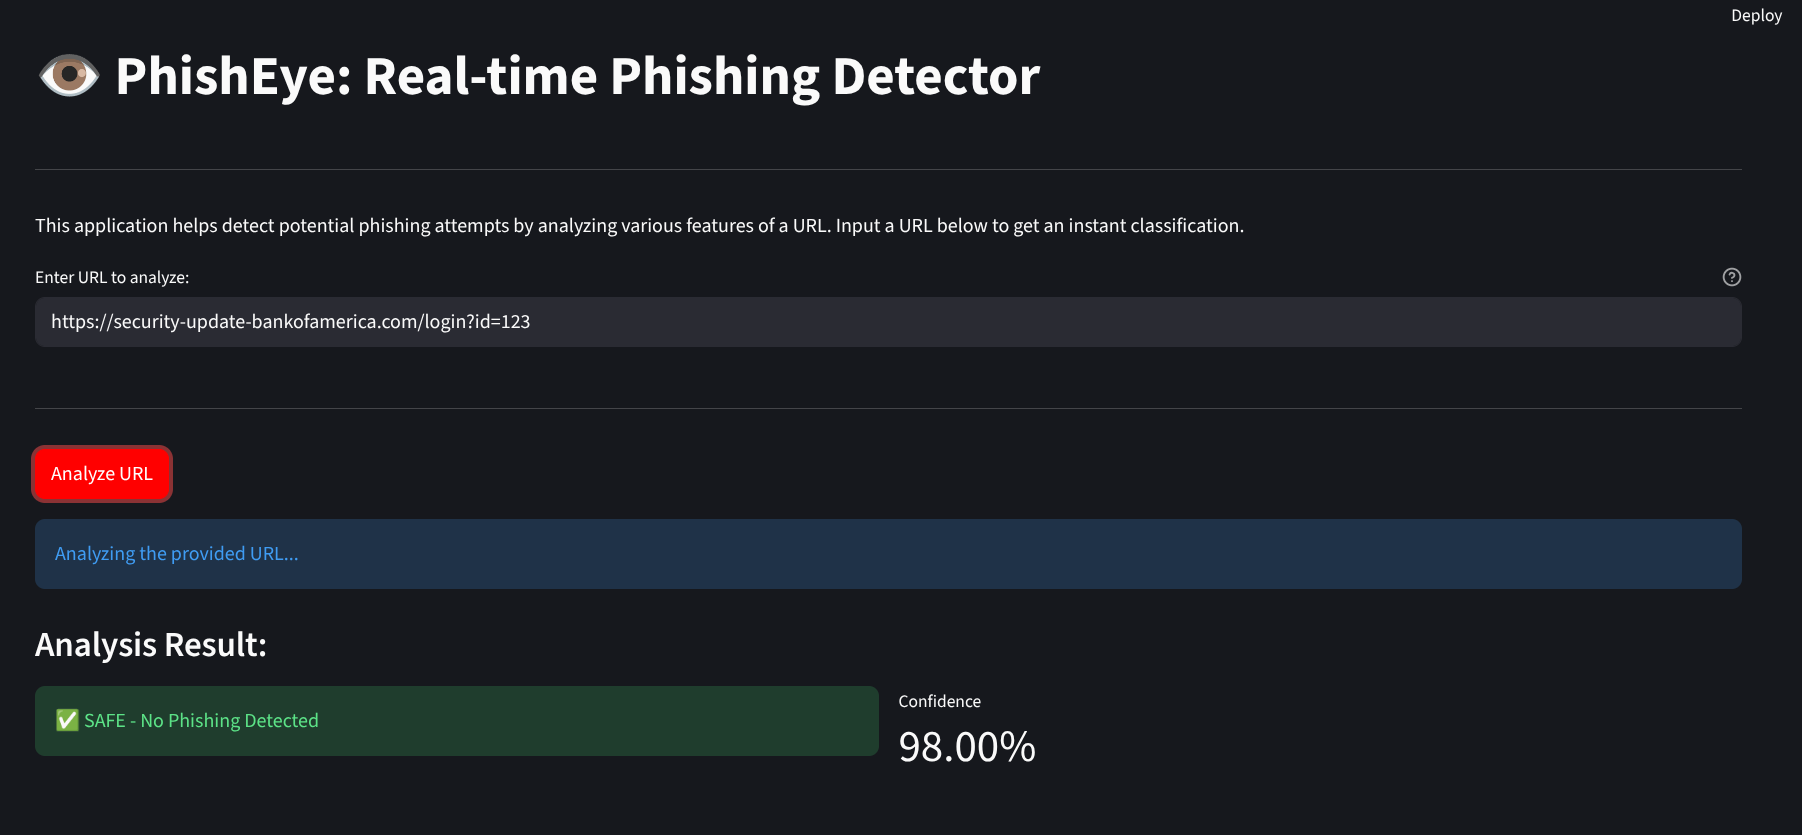 Deploy
PhishEye: Real-time Phishing Detector
This application helps detect potential phishing attempts by analyzing various features of a URL. Input a URL below to get an instant classification.
Enter URL to analyze:
https://security-update-bankofamerica.com/login?id=123
Analyze URL
Analyzing the provided URL...
Analysis Result:
✅ SAFE - No Phishing Detected
Confidence
98.00%